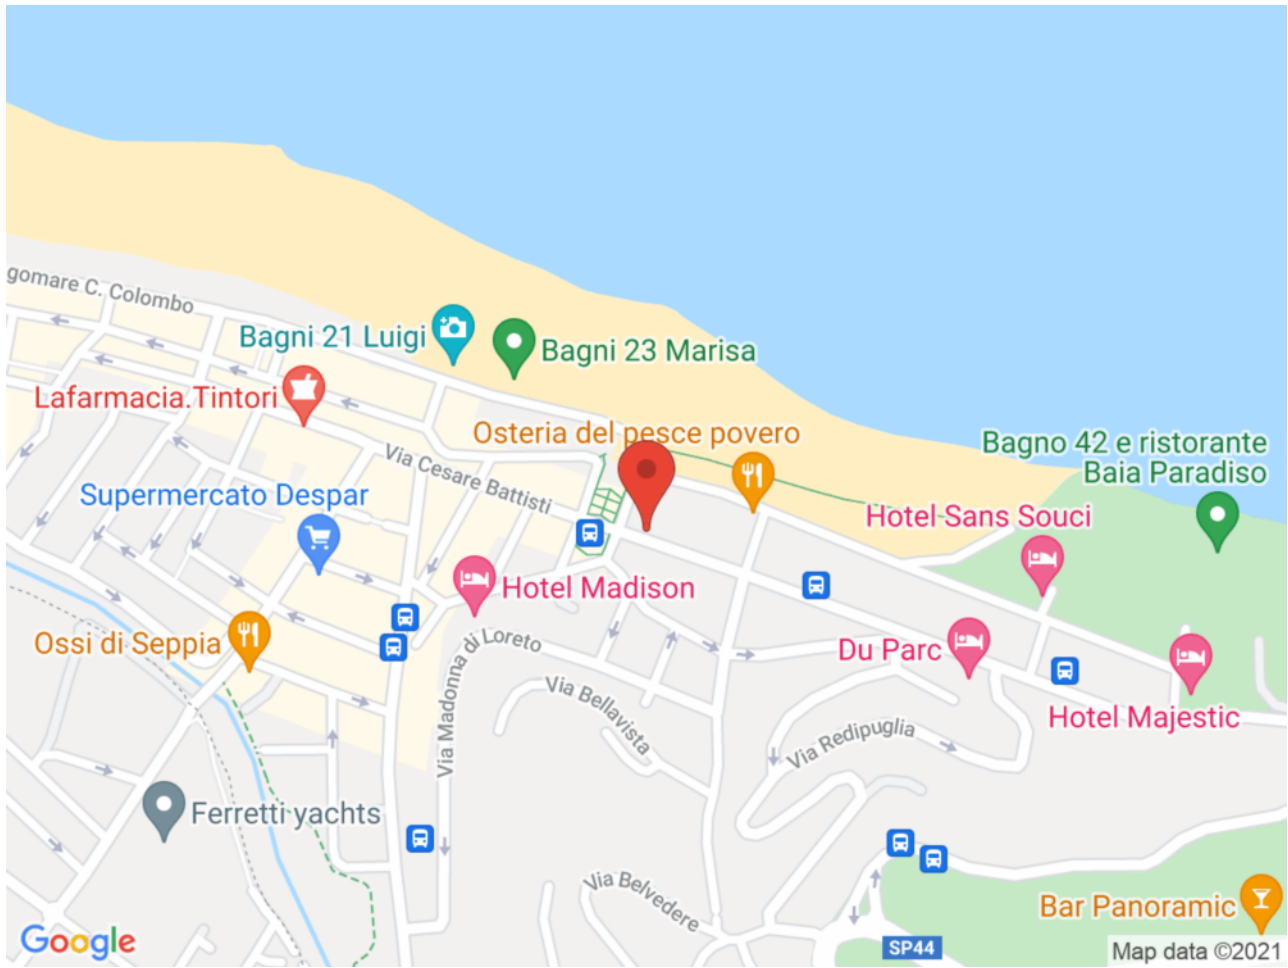 gomare C. Colombo
Bagni 21 Luigi
Bagni 23 Marisa
Lafarmacia.Tintori
Osteria del pesce povero
Bagno 42 e ristorante
Baia Paradiso
Via Cesare Battisti
Supermercato Despar
Hotel Sans Souci
Hotel Madison
Ossi di Seppia
Via Madonna di Loreto
Du Parc
Via Bellavista
Hotel Majestic
Via Redipuglia
Ferretti yachts
Via Belvedere
Bar Panoramic
Google
SP44
Map data ©2021